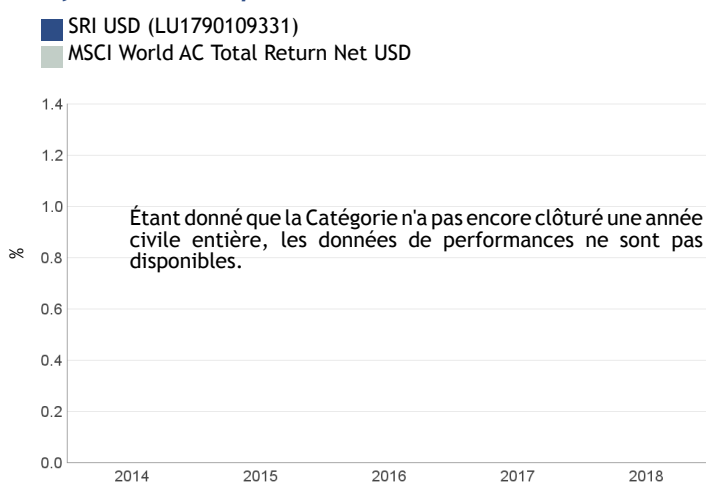 SRI USD (LU1790109331)
MSCI World AC Total Return Net USD
1.4
1.2
1.0
Étant donné que la Catégorie n'a pas encore clôturé une année
civile entière, les données de performances ne sont pas
disponibles.
%
0.8
0.6
0.4
0.2
0.0
2014 2015 2016 2017 2018